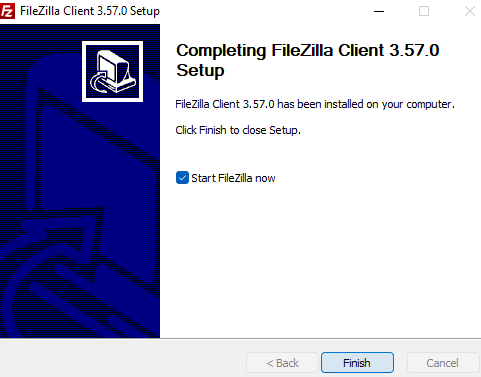 FileZilla Client 3.57.0 Setup
Completing FileZilla Client 3.57.0
Setup
FileZilla Client 3.57.0 has been installed on your computer.
Click Finish to close Setup.
Start FileZilla now
< Back
Finish
Cancel